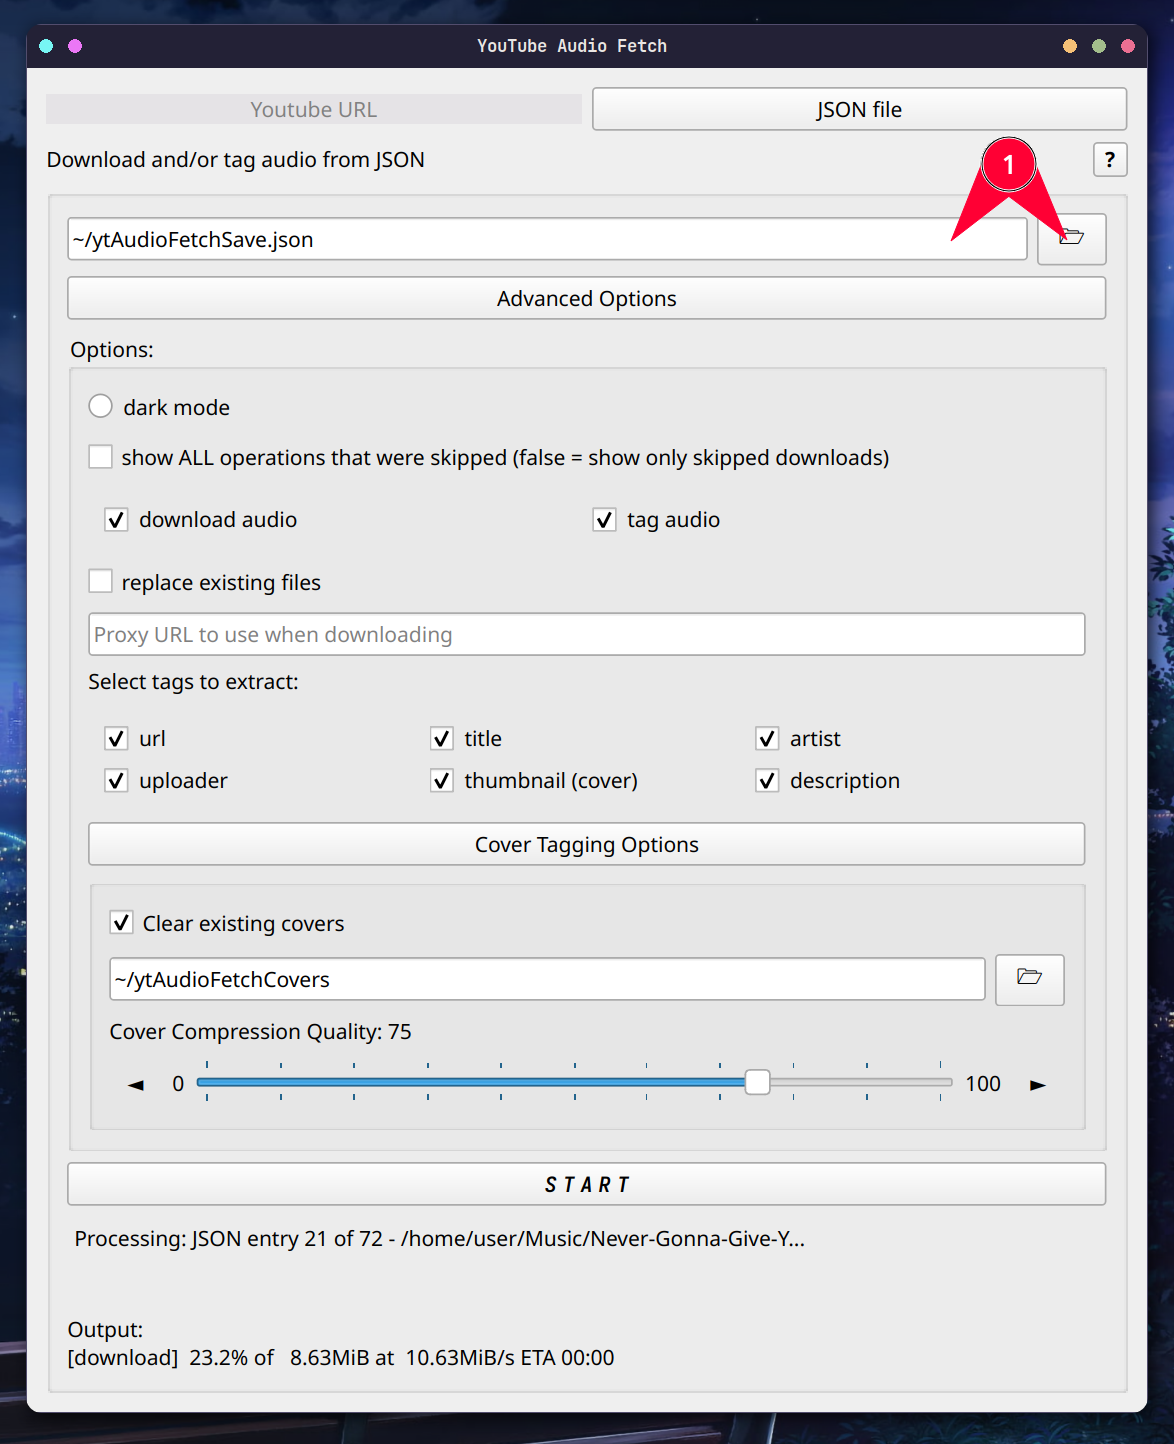 YouTube Audio Fetch
Youtube URL
JSON file
Download and/or tag audio from JSON
?
1
~/ytAudioFetchSave.json
Advanced Options
Options:
dark mode
show ALL operations that were skipped (false = show only skipped downloads)
download audio
tag audio
replace existing files
Proxy URL to use when downloading
Select tags to extract:
url
title
artist
uploader
thumbnail (cover)
description
Cover Tagging Options
Clear existing covers
~/ytAudioFetchCovers
Cover Compression Quality: 75
0
100
START
Processing: JSON entry 21 of 72 - /home/user/Music/Never-Gonna-Give-Y...
Output:
[download]  23.2% of   8.63MiB at  10.63MiB/s ETA 00:00